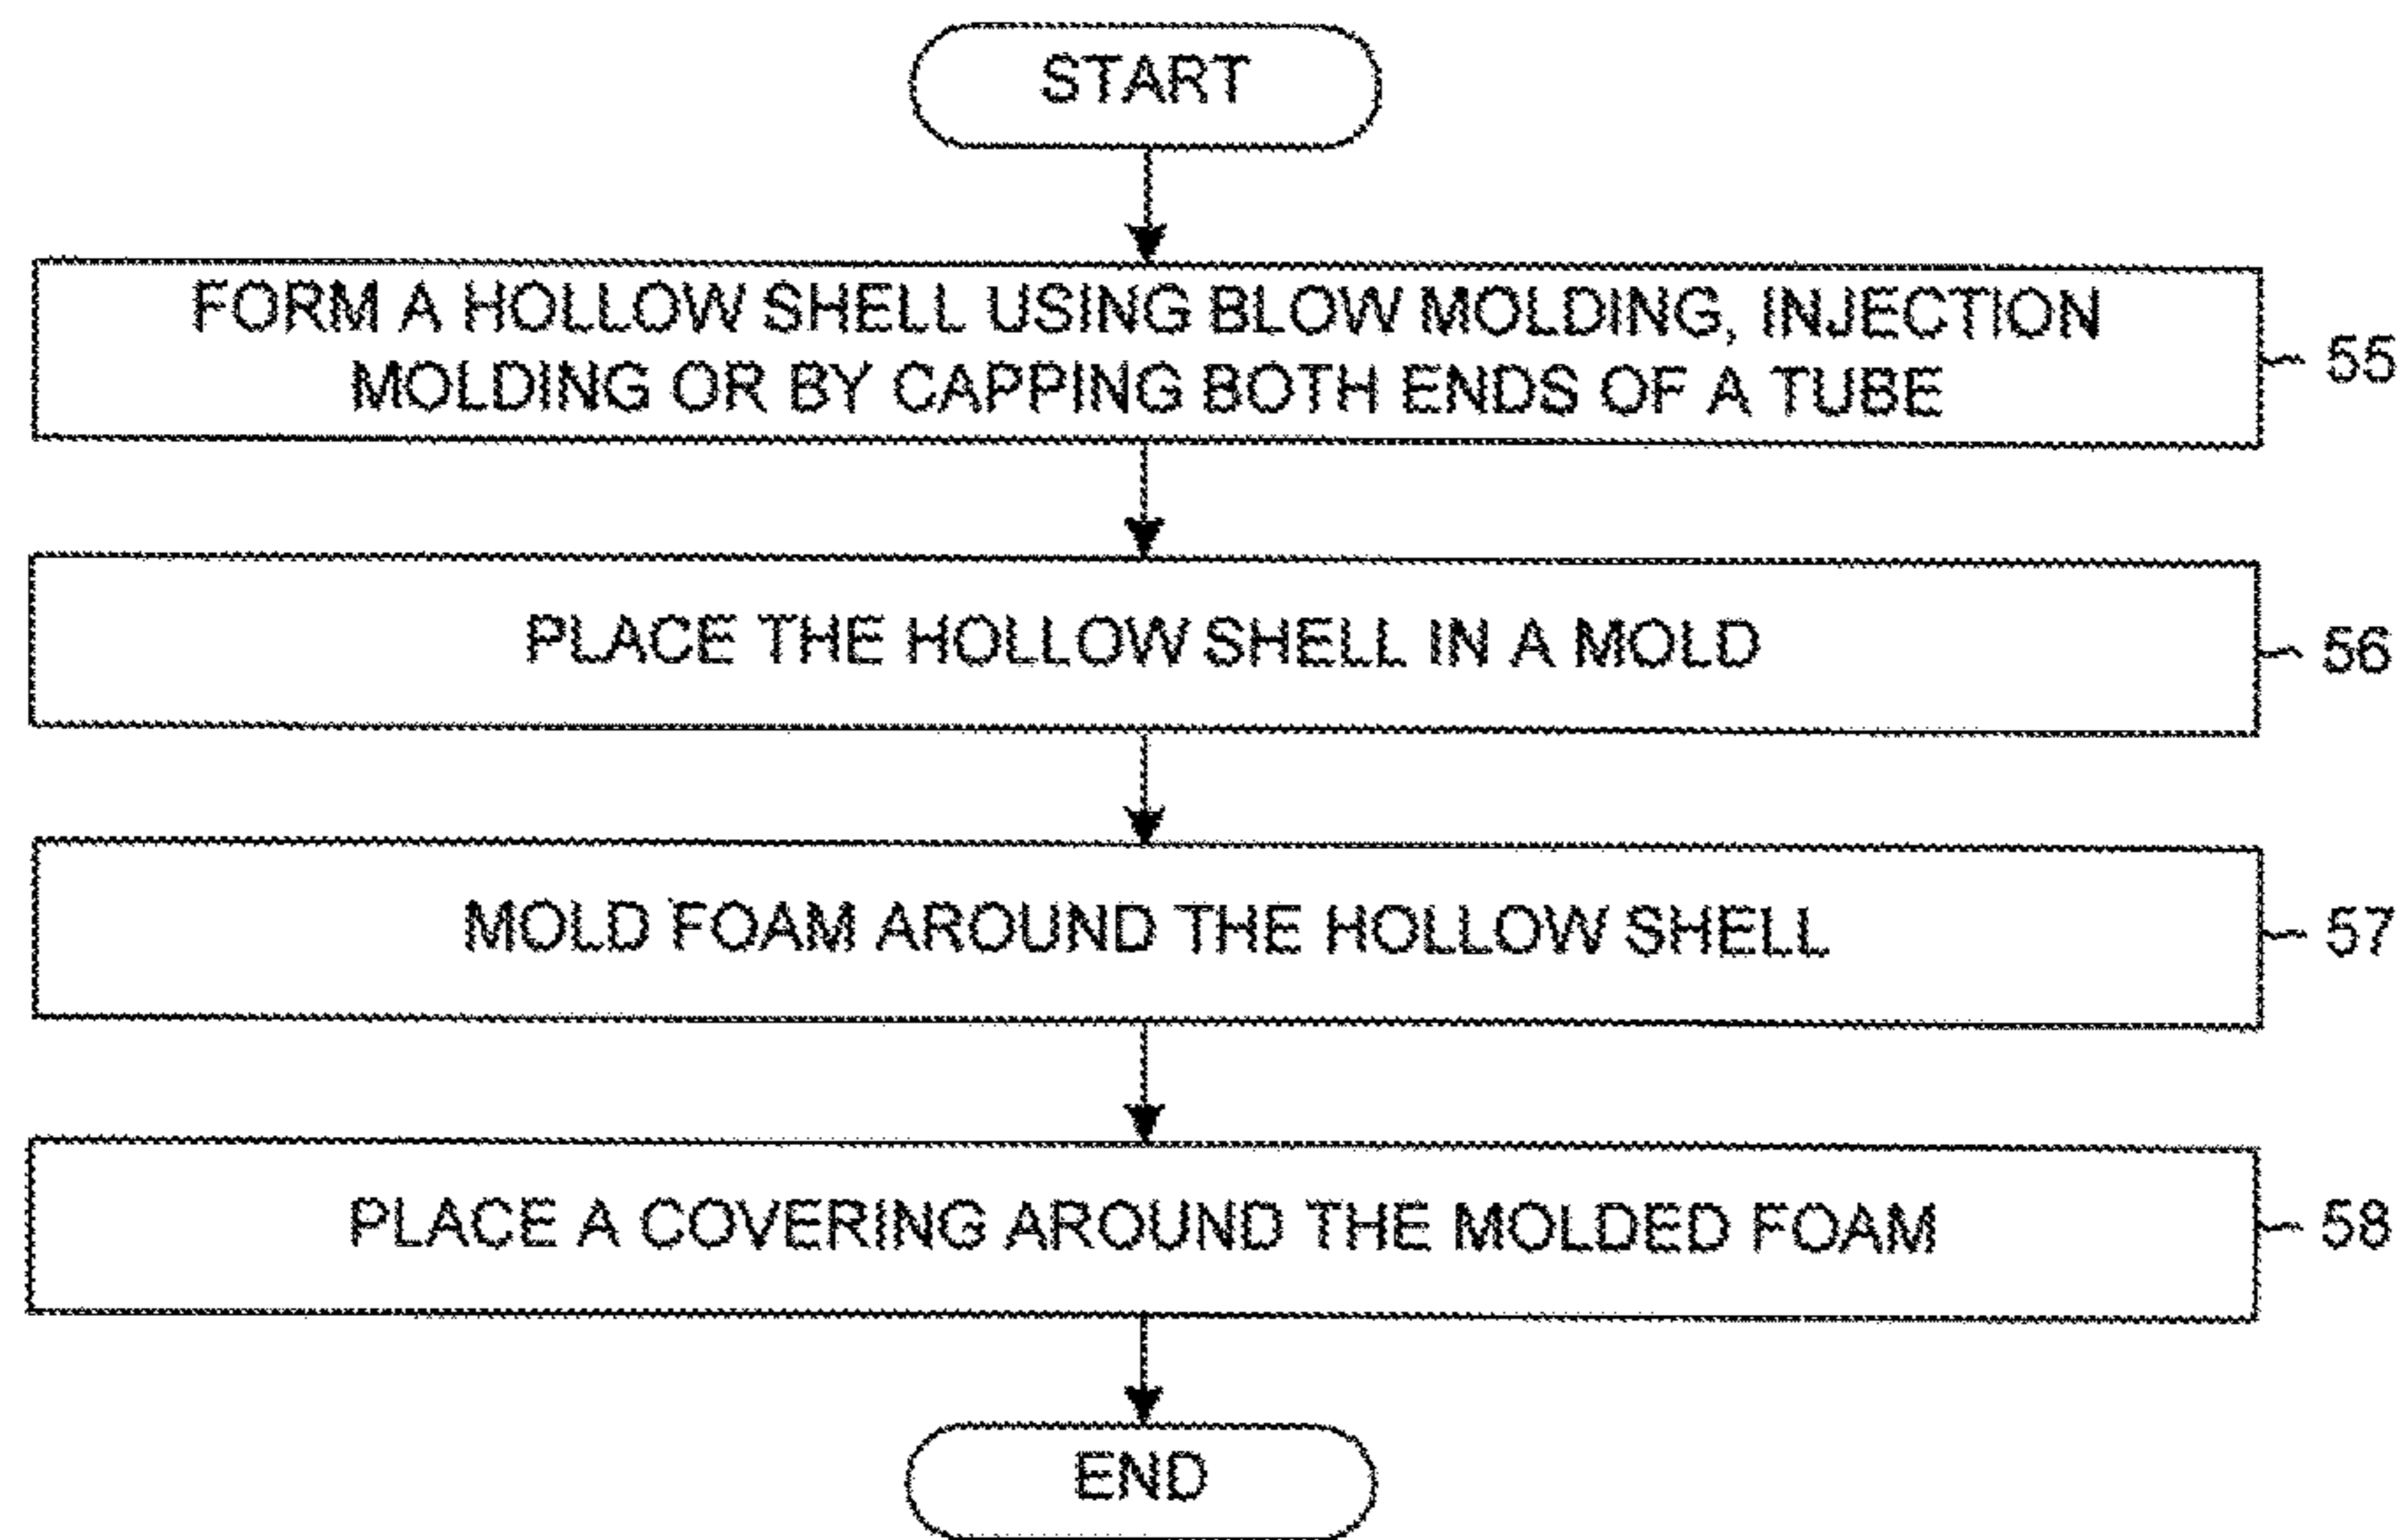 START
FORM A HOLLOW SHELL USING BLOW MOLDING, INJECTION
MOLDING OR BY CAPPING BOTH ENDS OF A TUBE
55
PLACE THE HOLLOW SHELL IN A MOLD
56
MOLD FOAM AROUND THE HOLLOW SHELL
57
PLACE A COVERING AROUND THE MOLDED FOAM
58
END